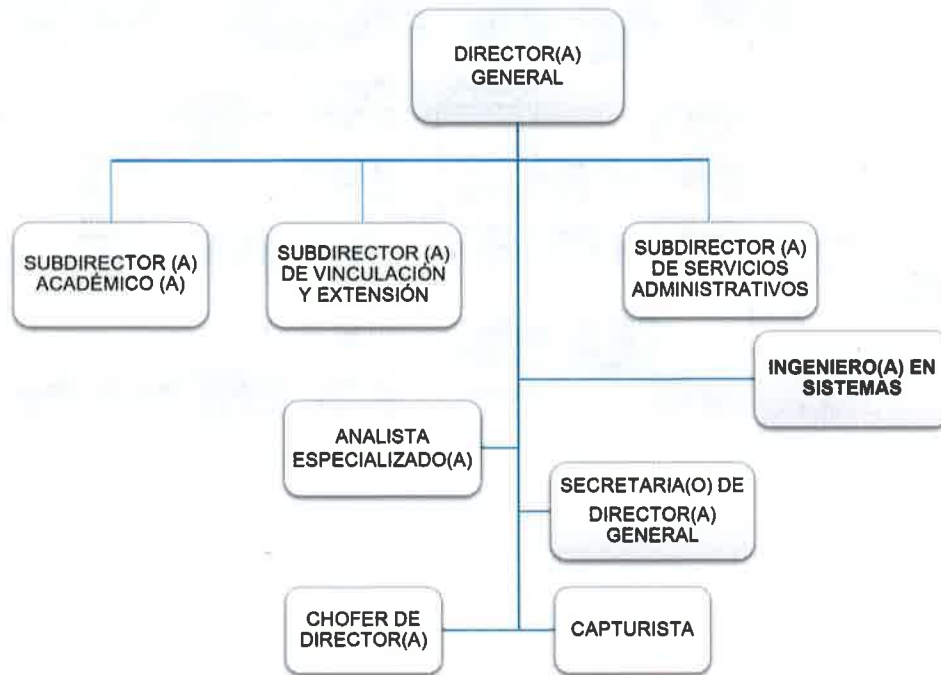 DIRECTOR(A)
GENERAL
SUBDIRECTOR (A)
ACADÉMICO (A)
SUBDIRECTOR (A)
DE VINCULACIÓN
Y EXTENSIÓN
SUBDIRECTOR (A)
DE SERVICIOS
ADMINISTRATIVOS
INGENIERO(A) EN
SISTEMAS
ANALISTA
ESPECIALIZADO(A)
SECRETARIA(O) DE
DIRECTOR(A)
GENERAL
CHOFER DE
DIRECTOR(A)
CAPTURISTA